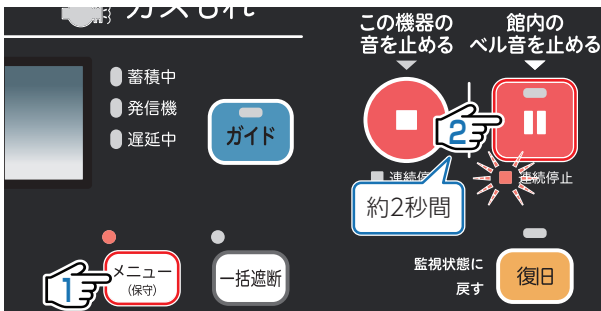 ガスもれ
この機器の
音を止める
館内の
ベル音を止める
蓄積中
発信機
遅延中
ガイド
2
連続停
連続停止
約2秒間
メニュー
(保守)
1
一括遮断
監視状態に
戻す
復旧